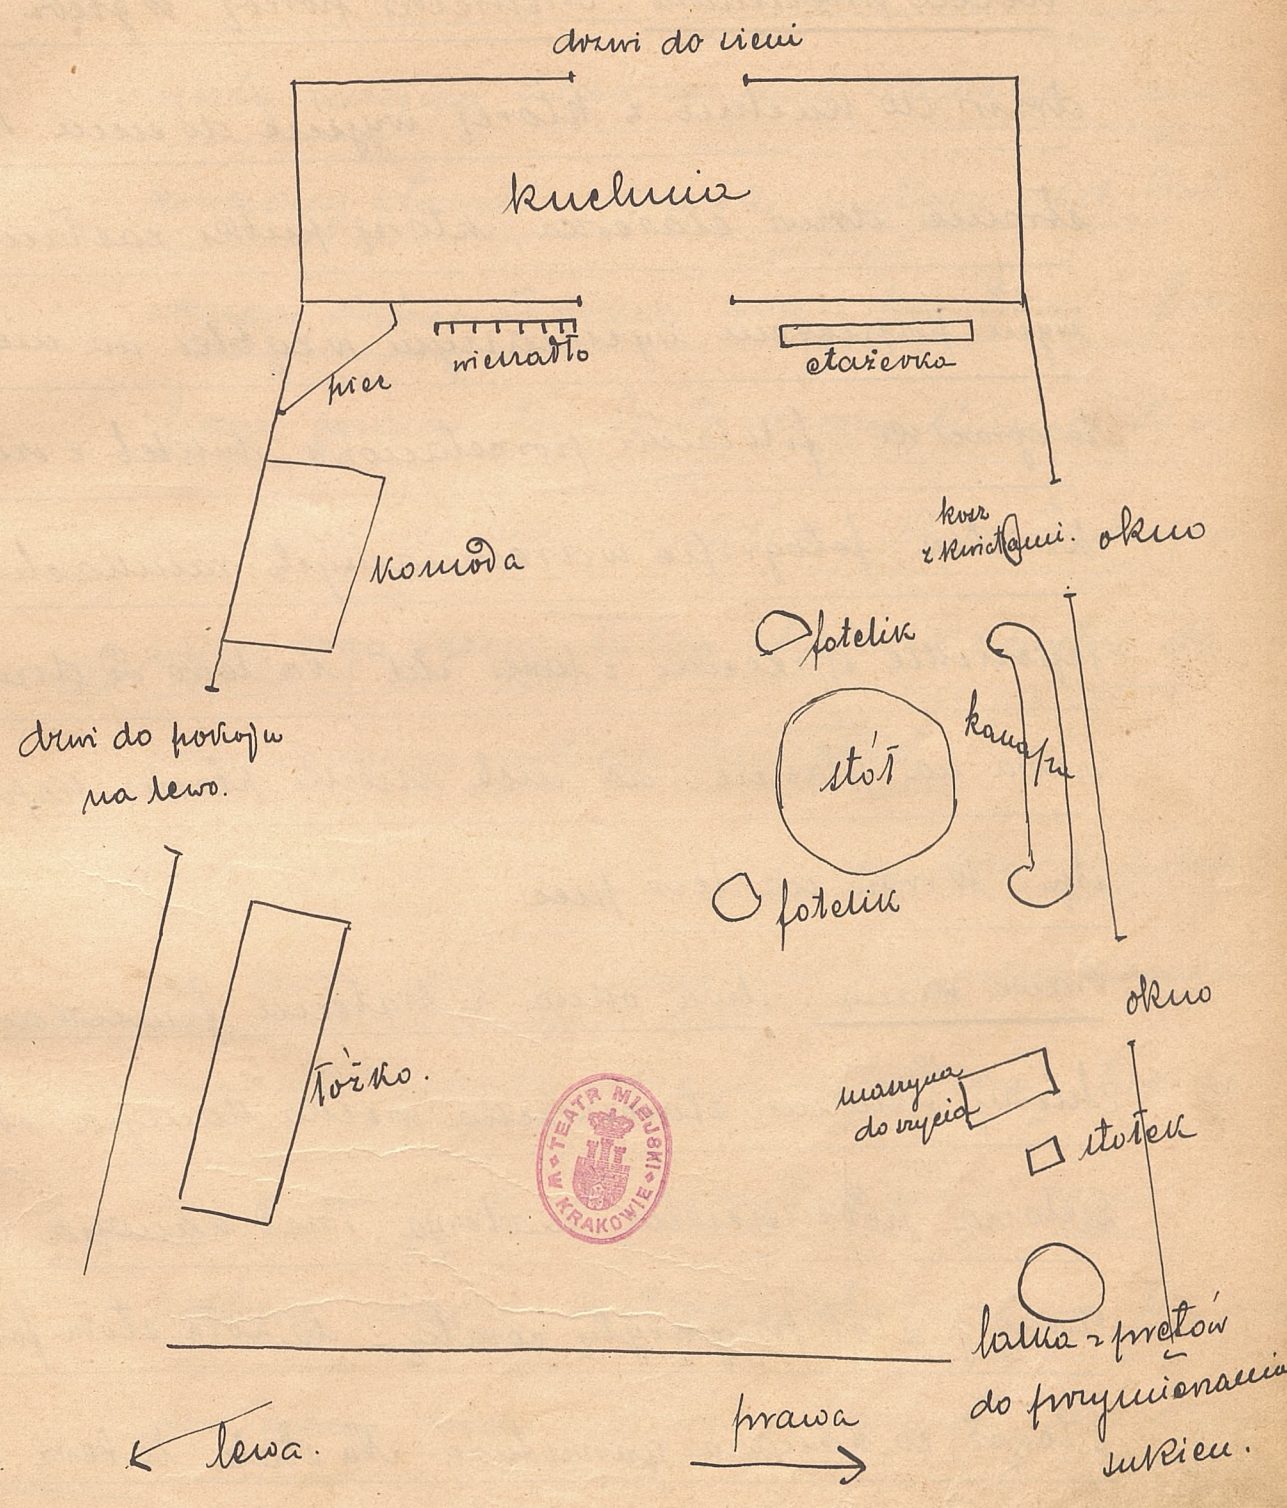 drzwi do sieni
kuchnia
wieszadło
etażerka
piec
komoda
kosz
z kwiatami.
okno
fotelik
kanapa
stół
drzwi do pokoju
na lewo.
fotelik
okno
łóżko.
maszyna
do szycia
stołek
TEATR MIEJSKI
W KRAKOWIE
lalka z prętów
do przymierzania
sukien.
prawa
lewa.